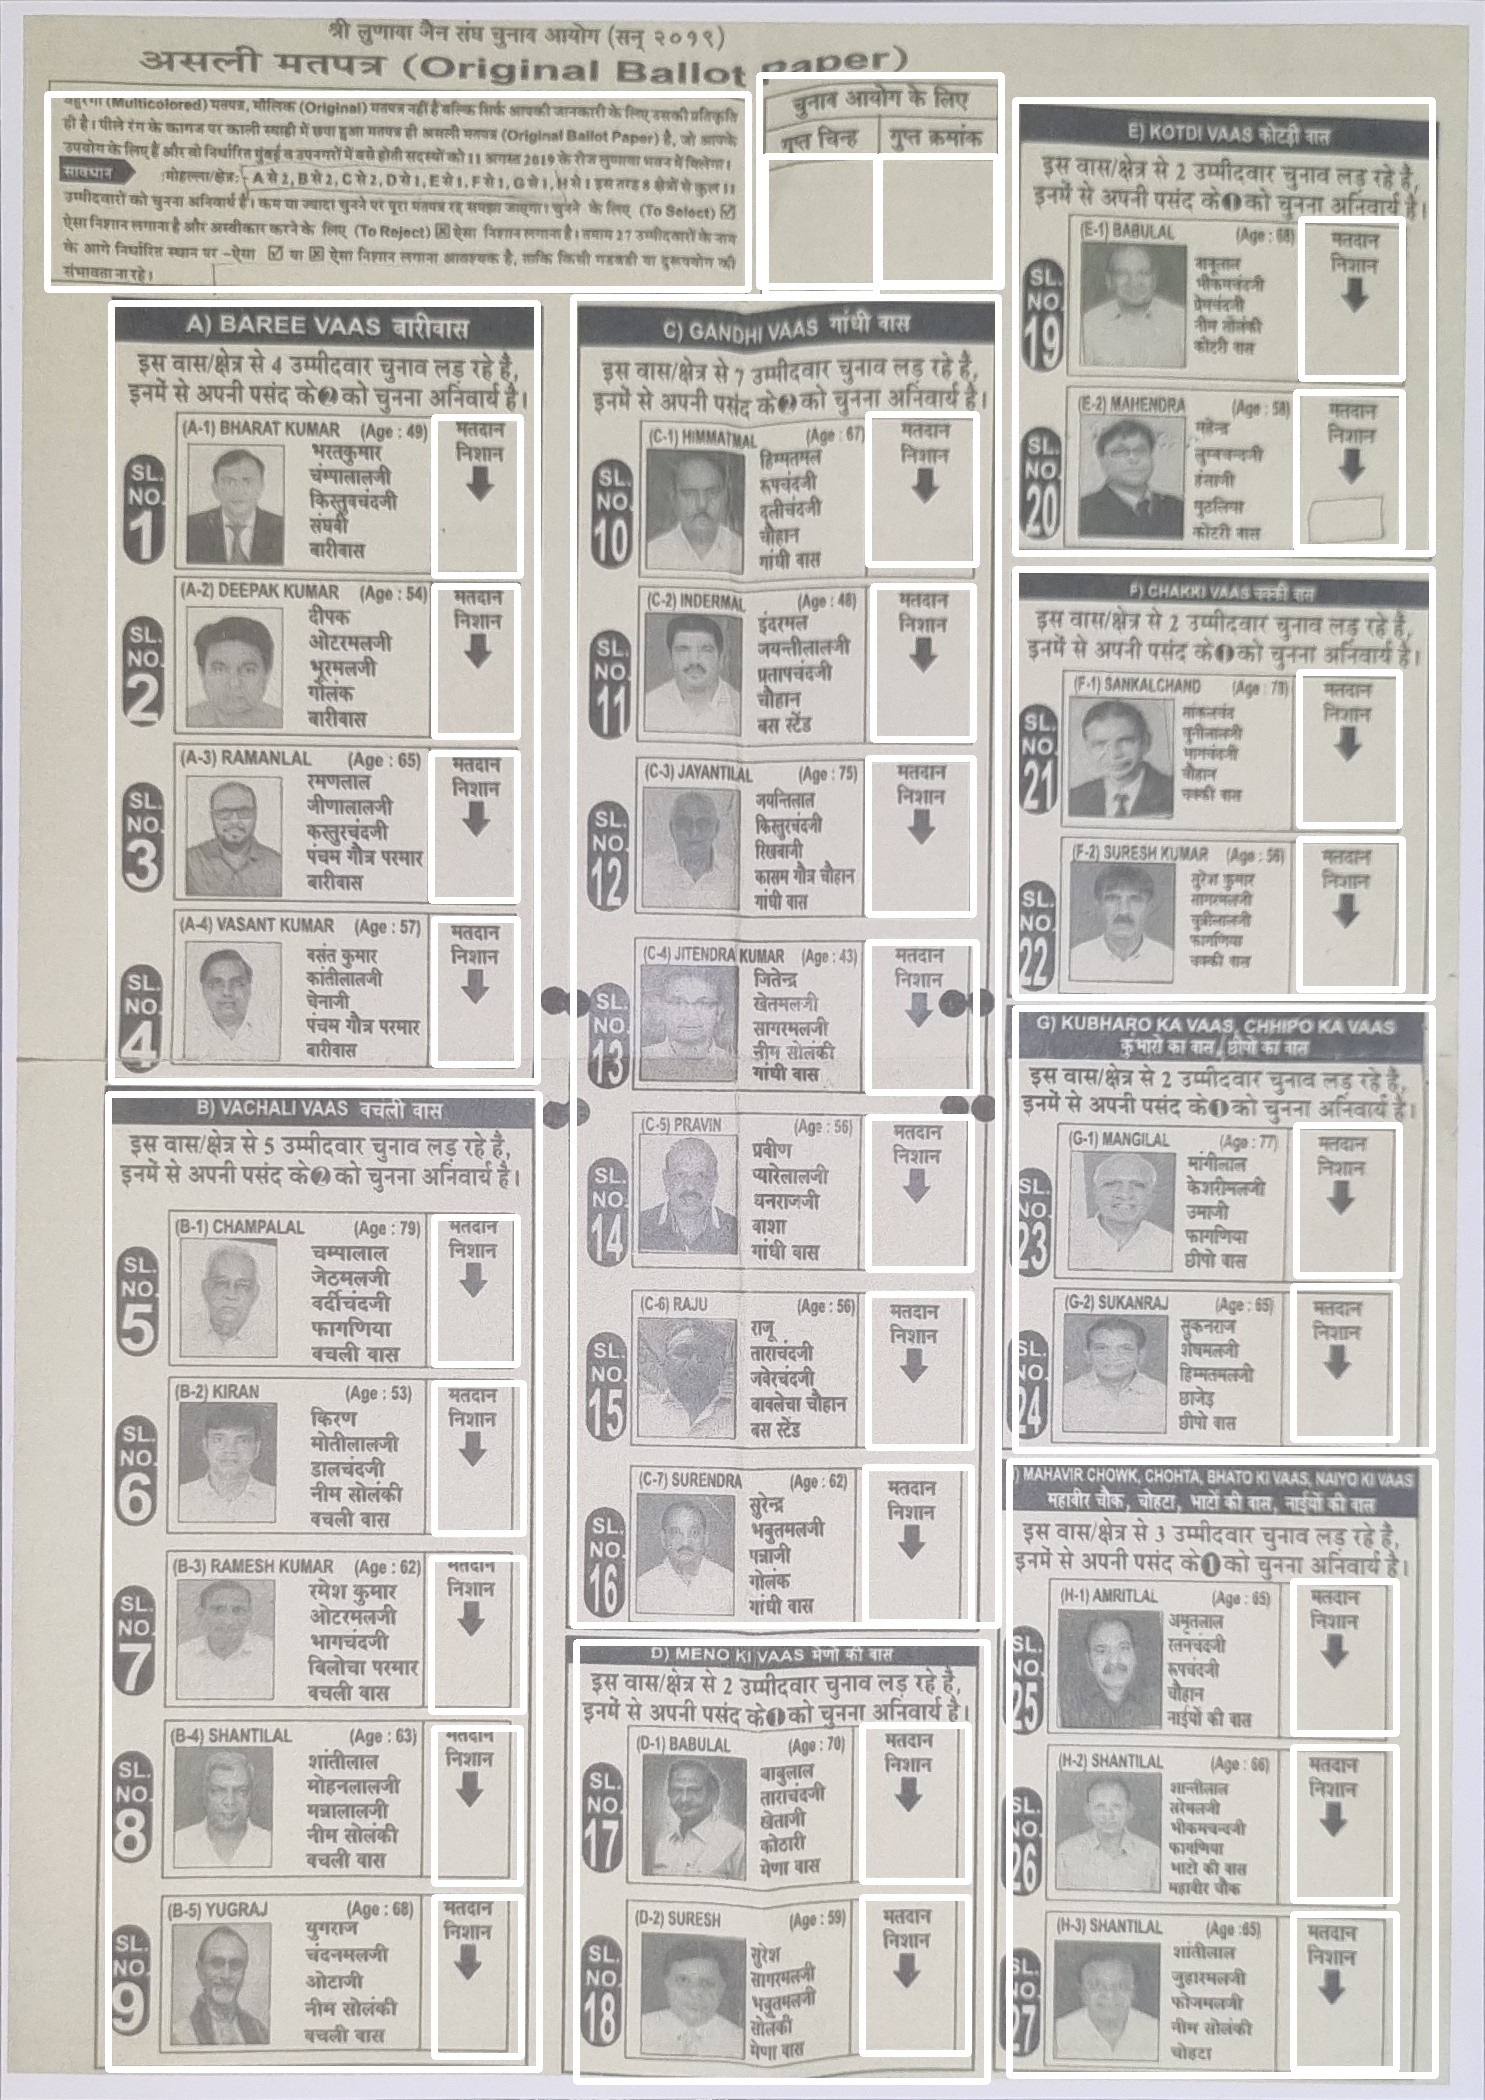 श्री लुणावा जैन संघ चुनाव आयोग (सन् २०१९)
असली मतपत्र (Original Ballot Paper)
(Multicolored) मतपत्र, मौलिक (Original) मतपत्र नहीं है बल्कि सिर्फ आपकी जानकारी के लिए उसकी प्रतिकृति
ही है। पीले रंग के कागज पर काली स्याही में छपा हुआ मतपत्र ही असली मतपत्र (Original Ballot Paper) है, जो आपके
उपयोग के लिए हैं और वो निर्धारित मुंबई व उपनगरों में बसे होती सदस्यों को 11 अगस्त 2019 के रोज लुणावा भवन में मिलेगा।
सावधान मोहल्ला/क्षेत्र:- A से 2, B से 2, C से 2, D से 1, E से 1, F से 1, G से 1, H से 1 इस तरह 8 क्षेत्रों से कुल 11
उम्मीदवारों को चुनना अनिवार्य है। कम या ज्यादा चुनने पर पूरा मतपत्र रद्द समझा जाएगा। चुनने के लिए (To Select) ☑
ऐसा निशान लगाना है और अस्वीकार करने के लिए (To Reject) ☒ ऐसा निशान लगाना है। तमाम 27 उम्मीदवारों के नाम
के आगे निर्धारित स्थान पर -ऐसा ☑ या ☒ ऐसा निशान लगाना आवश्यक है, ताकि किसी गडबडी या दुरूपयोग की
संभावता ना रहे।
चुनाव आयोग के लिए
गुप्त चिन्ह गुप्त क्रमांक
A) BAREE VAAS बारीवास
इस वास/क्षेत्र से 4 उम्मीदवार चुनाव लड़ रहे है,
इनमें से अपनी पसंद के 2 को चुनना अनिवार्य है।
(A-1) BHARAT KUMAR (Age : 49) मतदान
निशान
SL. NO. 1
भरतकुमार
चंम्पालालजी
किस्तुवचंदजी
संघवी
बारीवास
(A-2) DEEPAK KUMAR (Age : 54) मतदान
निशान
SL. NO. 2
दीपक
ओटरमलजी
भूरमलजी
गोलंक
बारीवास
(A-3) RAMANLAL (Age : 65) मतदान
निशान
SL. NO. 3
रमणलाल
जीणालालजी
कस्तुरचंदजी
पंचम गौत्र परमार
बारीवास
(A-4) VASANT KUMAR (Age : 57) मतदान
निशान
SL. NO. 4
बसंत कुमार
कांतीलालजी
चेनाजी
पंचम गौत्र परमार
बारीवास
B) VACHALI VAAS वचली वास
इस वास/क्षेत्र से 5 उम्मीदवार चुनाव लड़ रहे है,
इनमें से अपनी पसंद के 2 को चुनना अनिवार्य है।
(B-1) CHAMPALAL (Age : 79) मतदान
निशान
SL. NO. 5
चम्पालाल
जेठमलजी
वर्दीचंदजी
फागणिया
वचली वास
(B-2) KIRAN (Age : 53) मतदान
निशान
SL. NO. 6
किरण
मोतीलालजी
डालचंदजी
नीम सोलंकी
वचली वास
(B-3) RAMESH KUMAR (Age : 62) मतदान
निशान
SL. NO. 7
रमेश कुमार
ओटरमलजी
भागचंदजी
बिलोचा परमार
वचली वास
(B-4) SHANTILAL (Age : 63) मतदान
निशान
SL. NO. 8
शांतीलाल
मोहनलालजी
मन्नालालजी
नीम सोलंकी
वचली वास
(B-5) YUGRAJ (Age : 68) मतदान
निशान
SL. NO. 9
युगराज
चंदनमलजी
ओटाजी
नीम सोलंकी
वचली वास
C) GANDHI VAAS गांधी वास
इस वास/क्षेत्र से 7 उम्मीदवार चुनाव लड़ रहे है,
इनमें से अपनी पसंद के 2 को चुनना अनिवार्य है।
(C-1) HIMMATMAL (Age : 67) मतदान
निशान
SL. NO. 10
हिम्मतमल
रूपचंदजी
दलीचंदजी
चौहान
गांधी वास
(C-2) INDERMAL (Age : 48) मतदान
निशान
SL. NO. 11
इंदरमल
जयन्तीलालजी
प्रतापचंदजी
चौहान
बस स्टेंड
(C-3) JAYANTILAL (Age : 75) मतदान
निशान
SL. NO. 12
जयन्तिलाल
किस्तुरचंदजी
रिखबाजी
कासम गौत्र चौहान
गांधी वास
(C-4) JITENDRA KUMAR (Age : 43) मतदान
निशान
SL. NO. 13
जितेन्द्र
खेतमलजी
सागरमलजी
नीम सोलंकी
गांधी वास
(C-5) PRAVIN (Age : 56) मतदान
निशान
SL. NO. 14
प्रवीण
प्यारेलालजी
धनराजजी
वाशा
गांधी वास
(C-6) RAJU (Age : 56) मतदान
निशान
SL. NO. 15
राजू
ताराचंदजी
जवेरचंदजी
वावलेचा चौहान
बस स्टेंड
(C-7) SURENDRA (Age : 62) मतदान
निशान
SL. NO. 16
सुरेन्द्र
भबुतमलजी
पन्नाजी
गोलंक
गांधी वास
D) MENO KI VAAS मेणो की वास
इस वास/क्षेत्र से 2 उम्मीदवार चुनाव लड़ रहे है,
इनमें से अपनी पसंद के 1 को चुनना अनिवार्य है।
(D-1) BABULAL (Age : 70) मतदान
निशान
SL. NO. 17
बाबुलाल
ताराचंदजी
खेताजी
कोठारी
मेणा वास
(D-2) SURESH (Age : 59) मतदान
निशान
SL. NO. 18
सुरेश
सागरमलजी
भबुतमलजी
सोलंकी
मेणा वास
E) KOTDI VAAS कोटड़ी वास
इस वास/क्षेत्र से 2 उम्मीदवार चुनाव लड़ रहे है,
इनमें से अपनी पसंद के 1 को चुनना अनिवार्य है।
(E-1) BABULAL (Age : 68) मतदान
निशान
SL. NO. 19
बाबूलाल
भीकमचंदजी
प्रेमचंदजी
नीम सोलंकी
कोटरी वास
(E-2) MAHENDRA (Age : 58) मतदान
निशान
SL. NO. 20
महेन्द्र
हंसाजी
पुठलिया
कोटरी वास
F) CHAKKI VAAS चक्की वास
इस वास/क्षेत्र से 2 उम्मीदवार चुनाव लड़ रहे है,
इनमें से अपनी पसंद के 1 को चुनना अनिवार्य है।
(F-1) SANKALCHAND (Age : 70) मतदान
निशान
SL. NO. 21
सांकलचंद
चुनीलालजी
भागचंदजी
चौहान
चक्की वास
(F-2) SURESH KUMAR (Age : 56) मतदान
निशान
SL. NO. 22
सुरेश कुमार
सागरमलजी
चुन्नीलालजी
फागणिया
चक्की वास
G) KUBHARO KA VAAS, CHHIPO KA VAAS
कुंभारो का वास / छीपो का वास
इस वास/क्षेत्र से 2 उम्मीदवार चुनाव लड़ रहे है,
इनमें से अपनी पसंद के 1 को चुनना अनिवार्य है।
(G-1) MANGILAL (Age : 77) मतदान
निशान
SL. NO. 23
मांगीलाल
केशरीमलजी
उमाजी
फागणिया
छीपो वास
(G-2) SUKANRAJ (Age : 65) मतदान
निशान
SL. NO. 24
सुकनराज
शेषमलजी
हिम्मतमलजी
छाजेड़
छीपो वास
) MAHAVIR CHOWK, CHOHTA, BHATO KI VAAS, NAIYO KI VAAS
महावीर चौक, चोहटा, भाटों की वास, नाईयों की वास
इस वास/क्षेत्र से 3 उम्मीदवार चुनाव लड़ रहे है,
इनमें से अपनी पसंद के 1 को चुनना अनिवार्य है।
(H-1) AMRITLAL (Age : 65) मतदान
निशान
SL. NO. 25
अमृतलाल
रतनचंदजी
रूपचंदजी
चौहान
नाईयों की वास
(H-2) SHANTILAL (Age : 66) मतदान
निशान
SL. NO. 26
शान्तीलाल
सरेमलजी
भीकमचन्दजी
फागणिया
भाटो की वास
महावीर चौक
(H-3) SHANTILAL (Age :65) मतदान
निशान
SL. NO. 27
शांतीलाल
जुहारमलजी
फोजमलजी
नीम सोलंकी
चोहटा